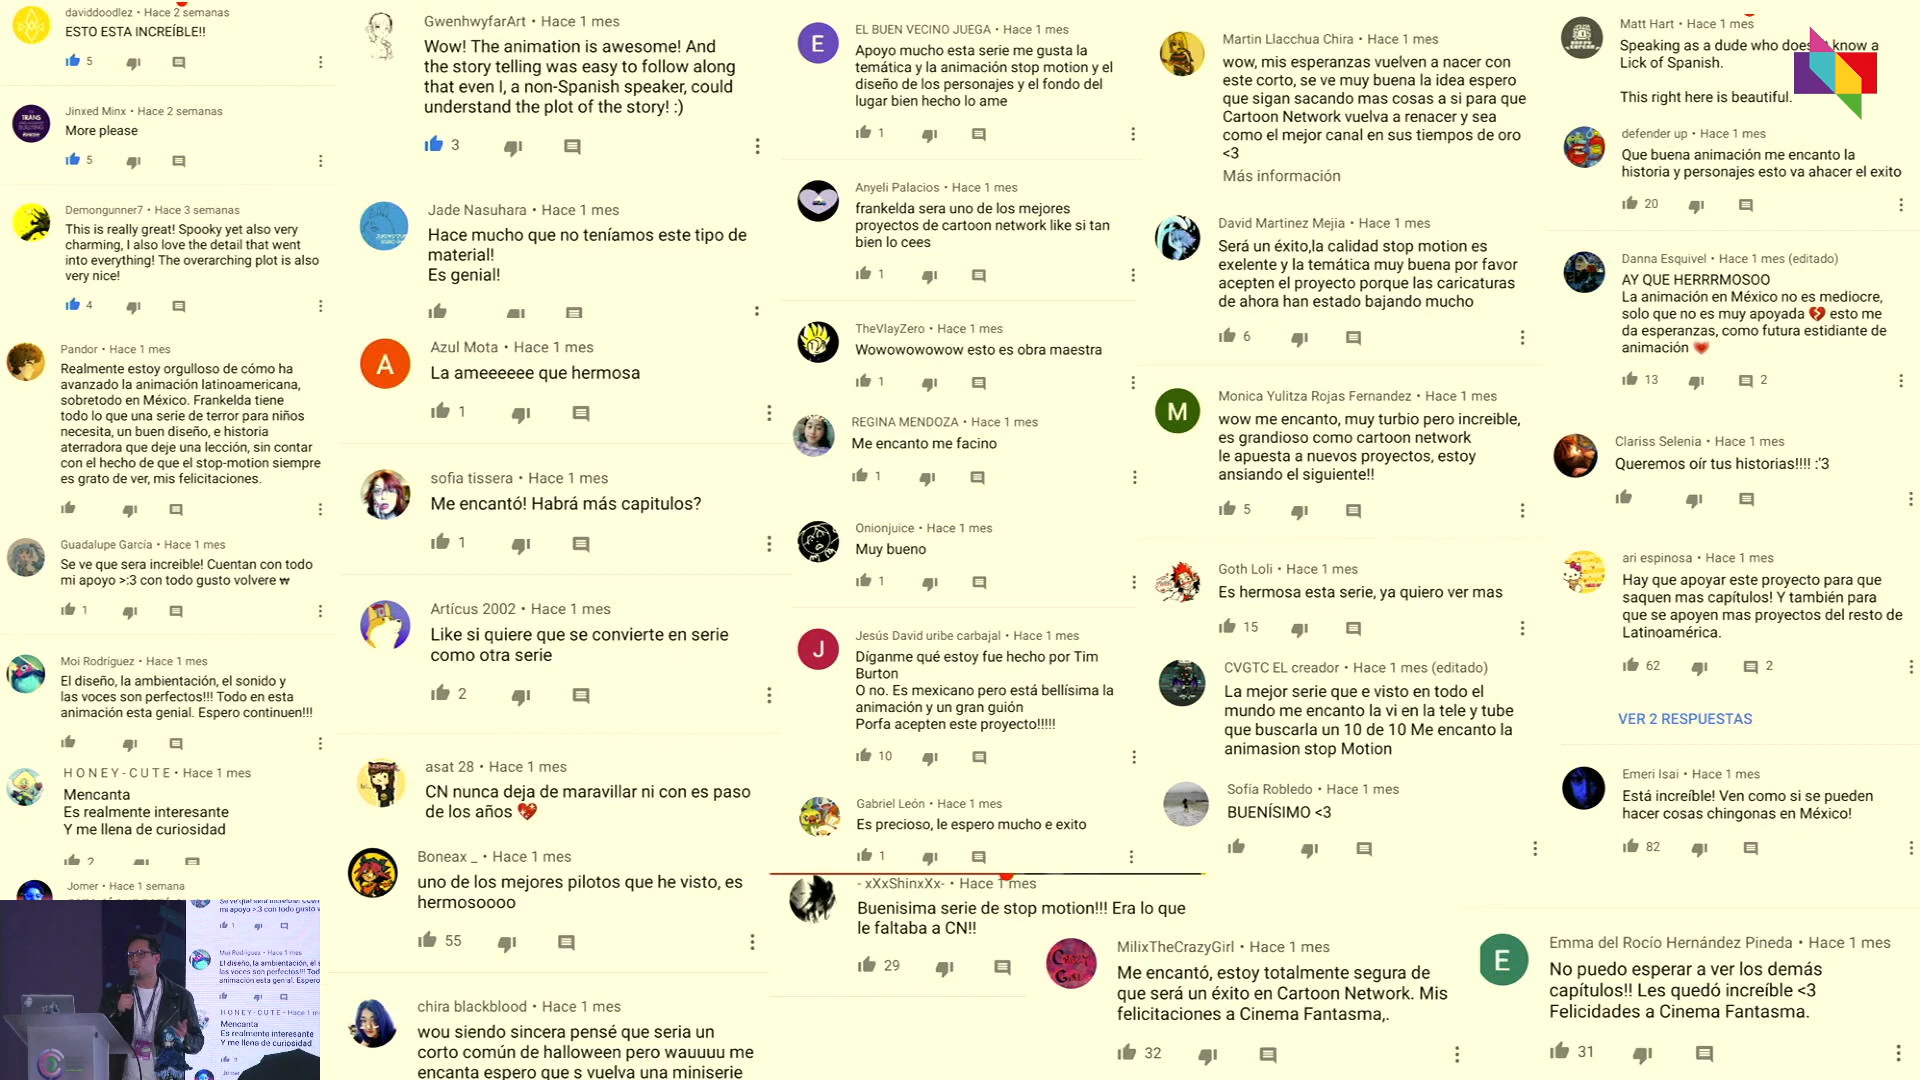 daviddoodlez • Hace 2 semanas
ESTO ESTA INCREÍBLE!!
5
Jinxed Minx • Hace 2 semanas
More please
5
Demongunner7 • Hace 3 semanas
This is really great! Spooky yet also very
charming, I also love the detail that went
into everything! The overarching plot is also
very nice!
4
Pandor • Hace 1 mes
Realmente estoy orgulloso de cómo ha
avanzado la animación latinoamericana,
sobretodo en México. Frankelda tiene
todo lo que una serie de terror para niños
necesita, un buen diseño, e historia
aterradora que deje una lección, sin contar
con el hecho de que el stop-motion siempre
es grato de ver, mis felicitaciones.
Guadalupe García • Hace 1 mes
Se ve que sera increible! Cuentan con todo
mi apoyo >:3 con todo gusto volvere w
1
Moi Rodríguez • Hace 1 mes
El diseño, la ambientación, el sonido y
las voces son perfectos!!! Todo en esta
animación esta genial. Espero continuen!!!
H O N E Y - C U T E • Hace 1 mes
Mencanta
Es realmente interesante
Y me llena de curiosidad
2
Jomer • Hace 1 semana
GwenhwyfarArt • Hace 1 mes
Wow! The animation is awesome! And
the story telling was easy to follow along
that even I, a non-Spanish speaker, could
understand the plot of the story! :)
3
Jade Nasuhara • Hace 1 mes
Hace mucho que no teníamos este tipo de
material!
Es genial!
A
Azul Mota • Hace 1 mes
La ameeeeee que hermosa
1
sofia tissera • Hace 1 mes
Me encantó! Habrá más capitulos?
1
Artícus 2002 • Hace 1 mes
Like si quiere que se convierte en serie
como otra serie
2
asat 28 • Hace 1 mes
CN nunca deja de maravillar ni con es paso
de los años 💖
Boneax _ • Hace 1 mes
uno de los mejores pilotos que he visto, es
hermosoooo
55
chira blackblood • Hace 1 mes
wou siendo sincera pensé que seria un
corto común de halloween pero wauuuu me
encanta espero que s vuelva una miniserie
E
EL BUEN VECINO JUEGA • Hace 1 mes
Apoyo mucho esta serie me gusta la
temática y la animación stop motion y el
diseño de los personajes y el fondo del
lugar bien hecho lo ame
1
Anyeli Palacios • Hace 1 mes
frankelda sera uno de los mejores
proyectos de cartoon network like si tan
bien lo cees
1
TheVlayZero • Hace 1 mes
Wowowowowow esto es obra maestra
1
REGINA MENDOZA • Hace 1 mes
Me encanto me facino
1
Onionjuice • Hace 1 mes
Muy bueno
1
J
Jesús David uribe carbajal • Hace 1 mes
Díganme qué estoy fue hecho por Tim
Burton
O no. Es mexicano pero está bellísima la
animación y un gran guión
Porfa acepten este proyecto!!!!!
10
Gabriel León • Hace 1 mes
Es precioso, le espero mucho e exito
1
- xXxShinxXx- • Hace 1 mes
Buenisima serie de stop motion!!! Era lo que
le faltaba a CN!!
29
Martin Llacchua Chira • Hace 1 mes
wow, mis esperanzas vuelven a nacer con
este corto, se ve muy buena la idea espero
que sigan sacando mas cosas a si para que
Cartoon Network vuelva a renacer y sea
como el mejor canal en sus tiempos de oro
<3
Más información
David Martinez Mejia • Hace 1 mes
Será un éxito,la calidad stop motion es
exelente y la temática muy buena por favor
acepten el proyecto porque las caricaturas
de ahora han estado bajando mucho
6
M
Monica Yulitza Rojas Fernandez • Hace 1 mes
wow me encanto, muy turbio pero increible,
es grandioso como cartoon network
le apuesta a nuevos proyectos, estoy
ansiando el siguiente!!
5
Goth Loli • Hace 1 mes
Es hermosa esta serie, ya quiero ver mas
15
CVGTC EL creador • Hace 1 mes (editado)
La mejor serie que e visto en todo el
mundo me encanto la vi en la tele y tube
que buscarla un 10 de 10 Me encanto la
animasion stop Motion
Sofía Robledo • Hace 1 mes
BUENÍSIMO <3
MilixTheCrazyGirl • Hace 1 mes
Me encantó, estoy totalmente segura de
que será un éxito en Cartoon Network. Mis
felicitaciones a Cinema Fantasma,.
32
Matt Hart • Hace 1 mes
Speaking as a dude who know a
Lick of Spanish.
This right here is beautiful.
defender up • Hace 1 mes
Que buena animación me encanto la
historia y personajes esto va ahacer el exito
20
Danna Esquivel • Hace 1 mes (editado)
AY QUE HERRRMOSOO
La animación en México no es mediocre,
solo que no es muy apoyada 💔 esto me
da esperanzas, como futura estidiante de
animación ❤
13
2
Clariss Selenia • Hace 1 mes
Queremos oír tus historias!!!! :'3
ari espinosa • Hace 1 mes
Hay que apoyar este proyecto para que
saquen mas capítulos! Y también para
que se apoyen mas proyectos del resto de
Latinoamérica.
62
2
VER 2 RESPUESTAS
Emeri Isai • Hace 1 mes
Está increíble! Ven como si se pueden
hacer cosas chingonas en México!
82
E
Emma del Rocío Hernández Pineda • Hace 1 mes
No puedo esperar a ver los demás
capítulos!! Les quedó increíble <3
Felicidades a Cinema Fantasma.
31